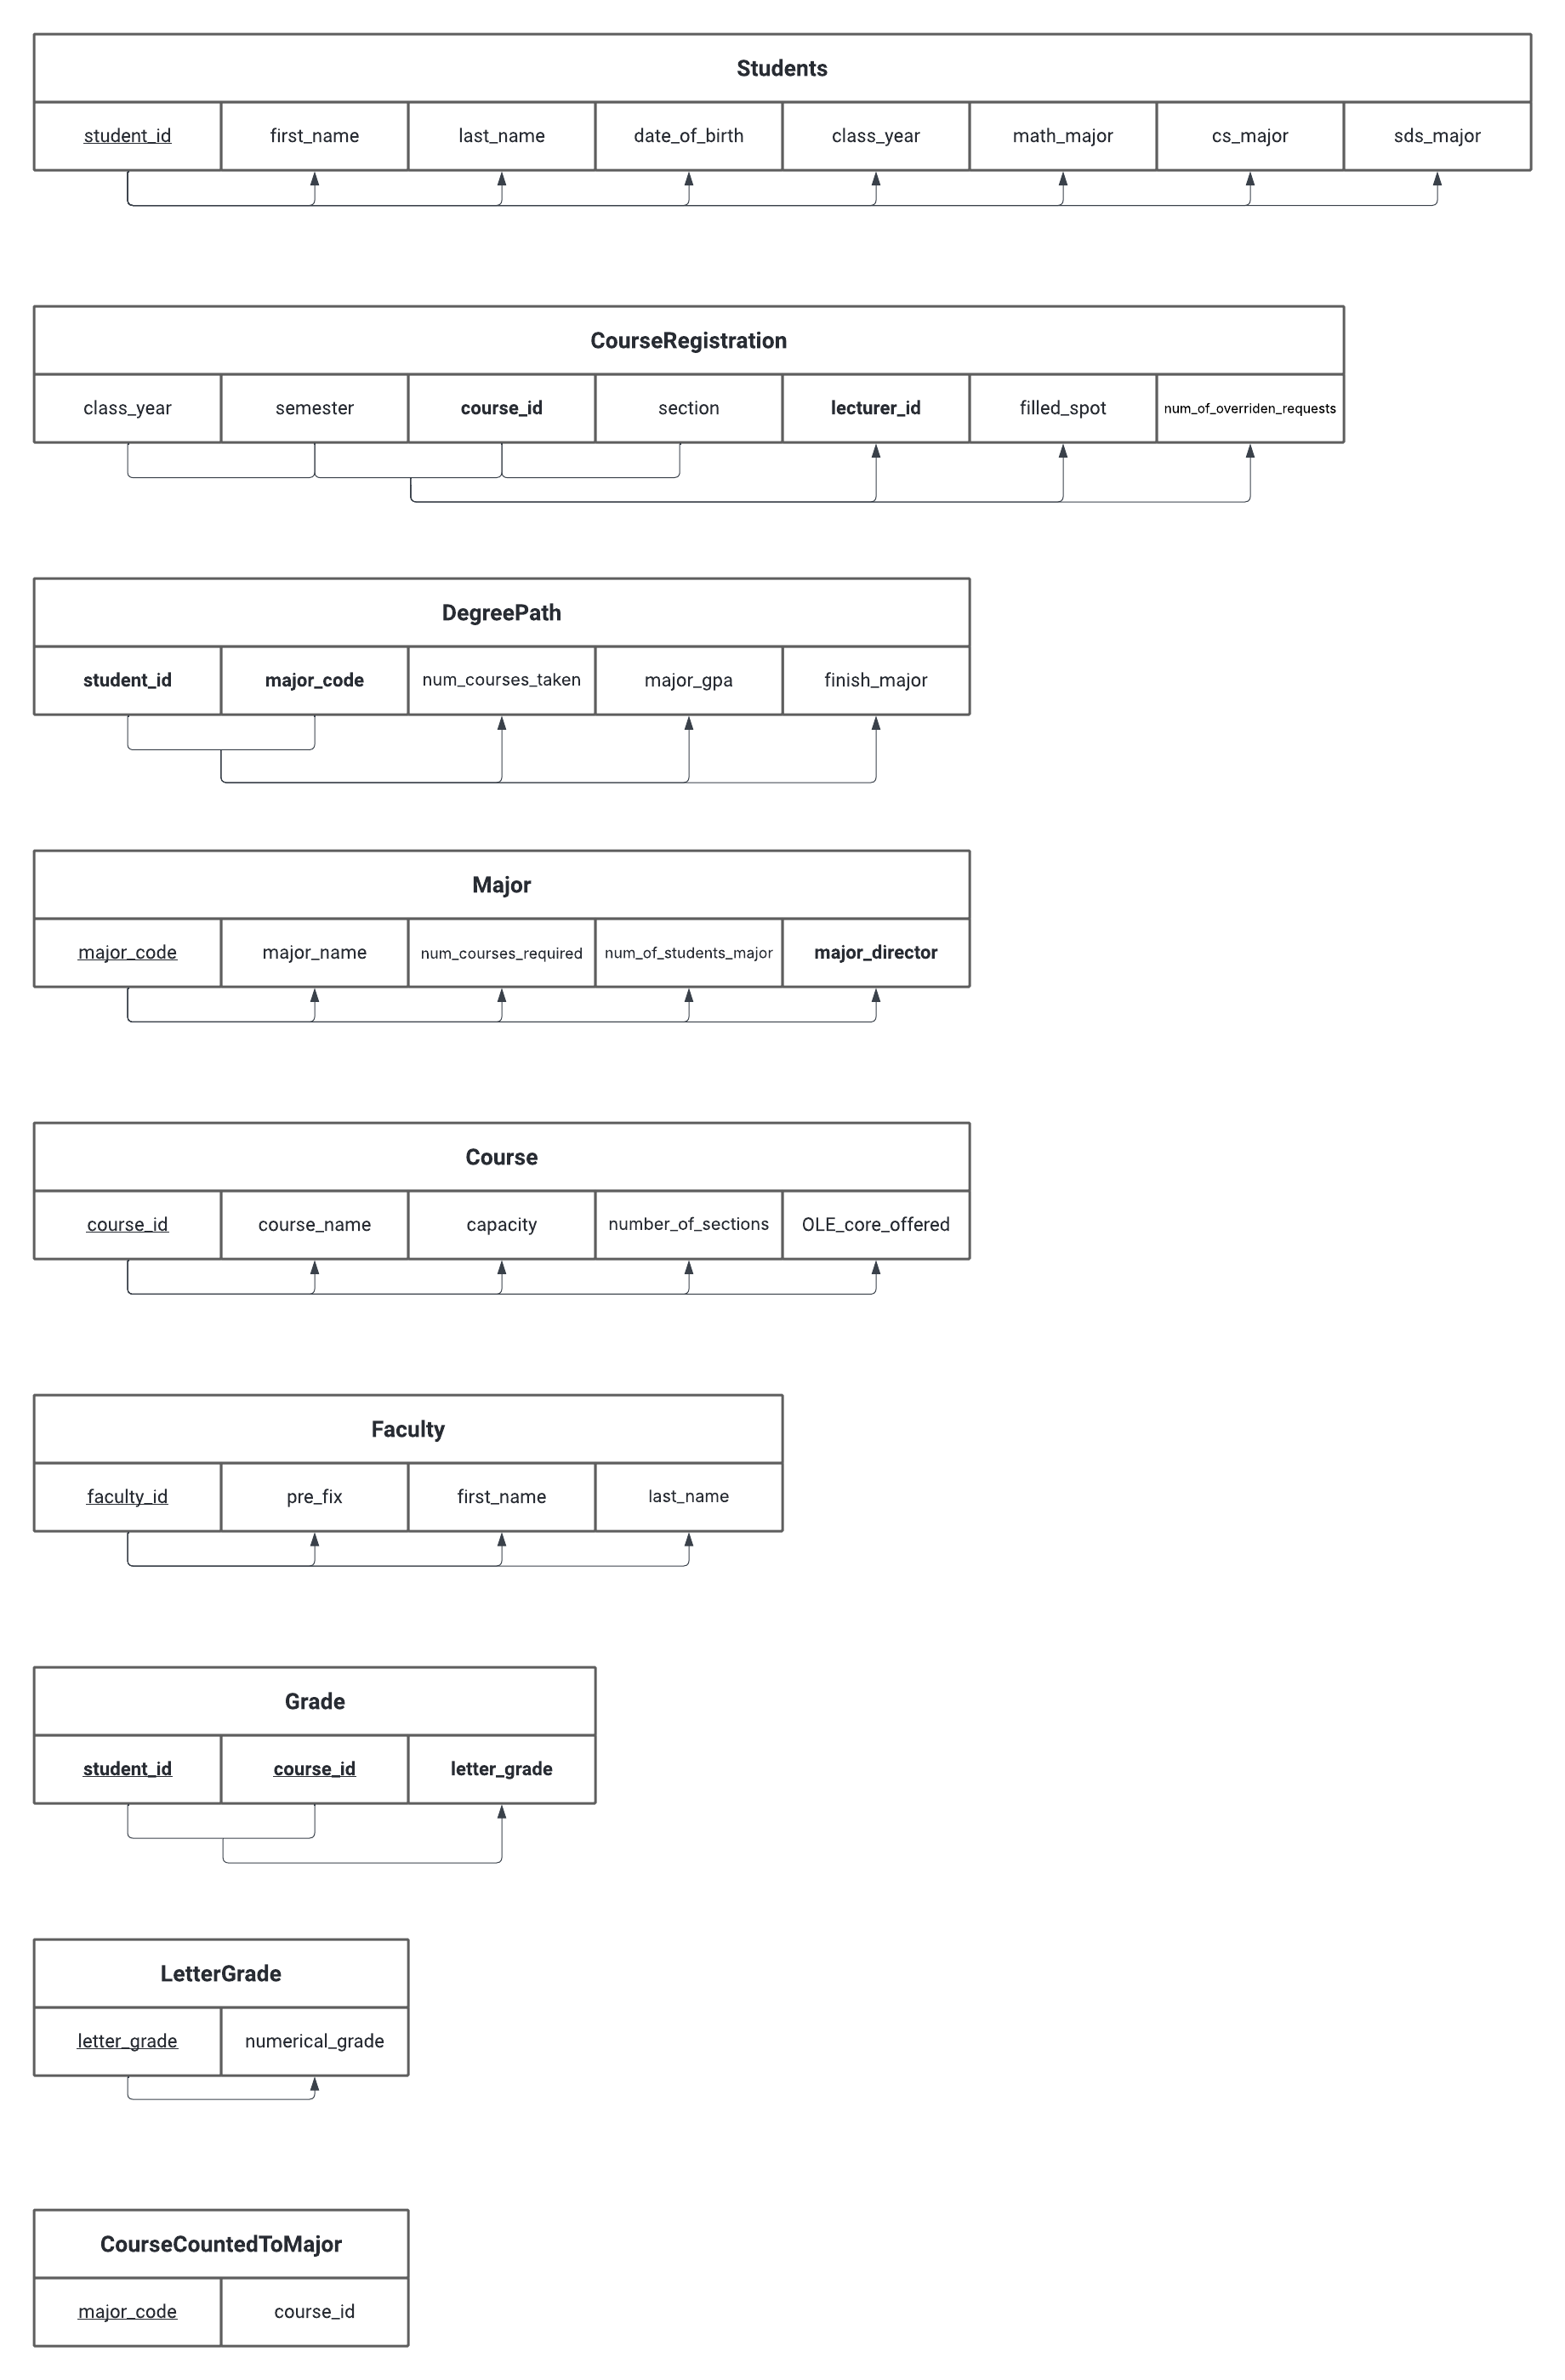 Students
student_id first_name last_name date_of_birth class_year math_major cs_major sds_major
CourseRegistration
class_year semester course_id section lecturer_id filled_spot num_of_overriden_requests
DegreePath
student_id major_code num_courses_taken major_gpa finish_major
Major
major_code major_name num_courses_required num_of_students_major major_director
Course
course_id course_name capacity number_of_sections OLE_core_offered
Faculty
faculty_id pre_fix first_name last_name
Grade
student_id course_id letter_grade
LetterGrade
letter_grade numerical_grade
CourseCountedToMajor
major_code course_id